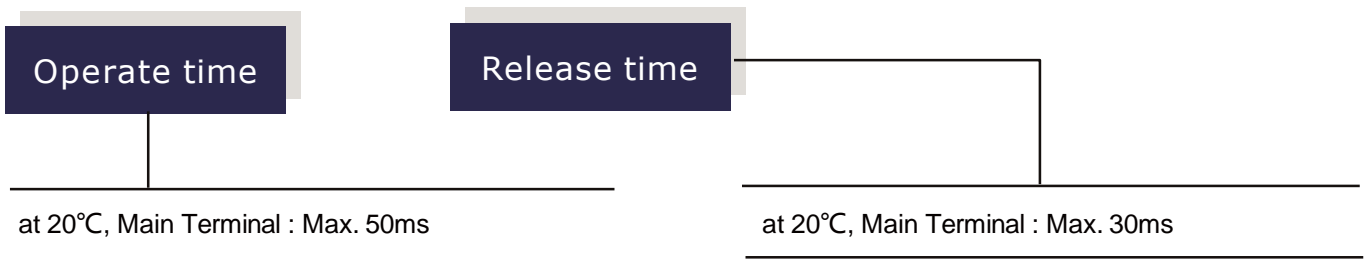 Operate time
at 20℃, Main Terminal : Max. 50ms
Release time
at 20℃, Main Terminal : Max. 30ms